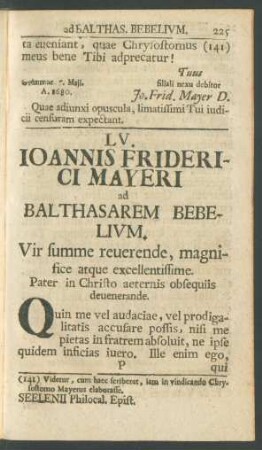 ad BALTHAS. BEBELIVM. 225
ta eueniant, quae Chrysostomus (141)
meus bene Tibi adprecatur!
Tuus
filiali nexu debitor
7. Maji.
A. 1680.
Jo. Frid. Mayer D.
Quae adiunxi opuscula, limatissimi Tui iudi-
cii censuram expectant.
LV.
IOANNIS FRIDERI-
CI MAYERI
ad
BALTHASAREM BEBE-
LIVM.
Vir summe reuerende, magni-
fice atque excellentissime.
Pater in Christo aeternis obsequiis
deuenerande.
Quin me vel audaciae, vel prodiga-
litatis accusare possis, nisi me
pietas in fratrem absoluit, ne ipse
quidem inficias iuero. Ille enim ego,
P qui
(141) Videtur, cum haec scriberet, iam in vindicando Chry-
sostomo Mayerus elaborasse.
SEELENII Philocal. Epist.